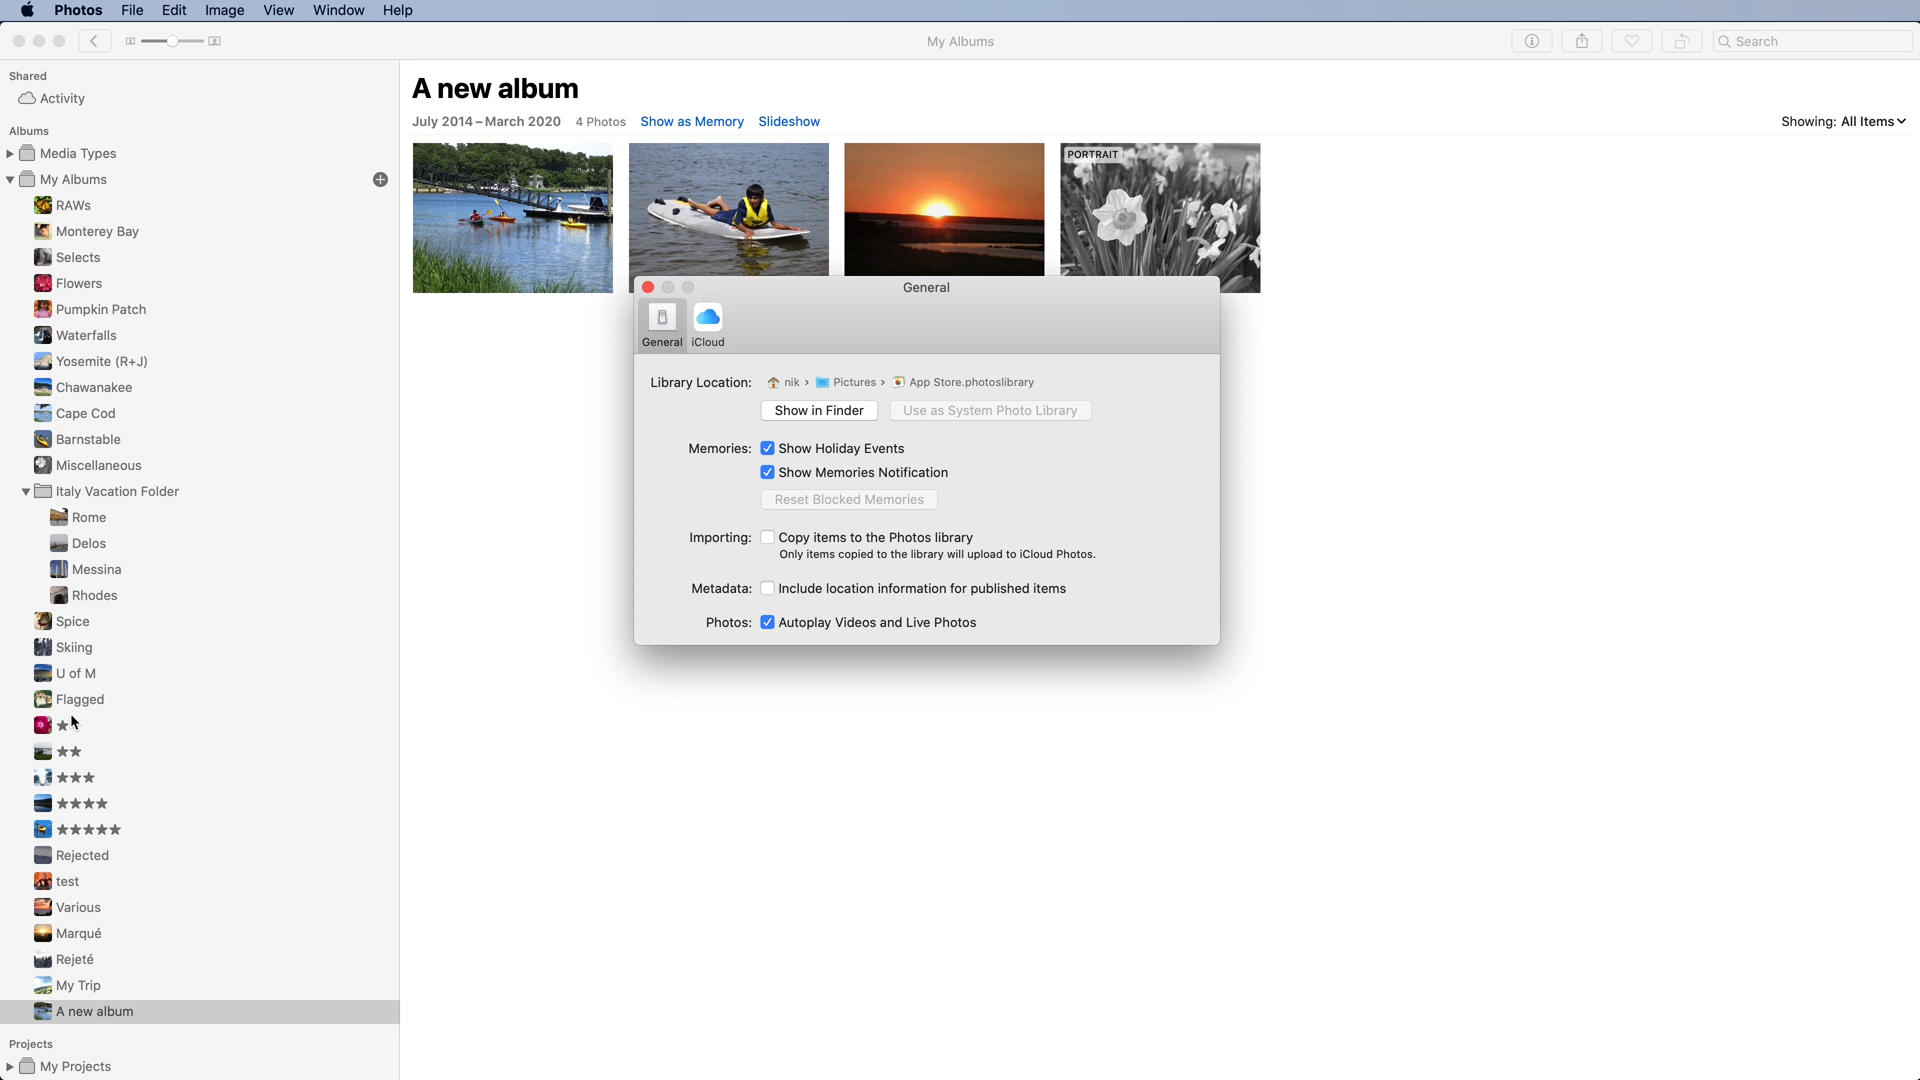 Photos File Edit Image View Window Help
My Albums
Search
Shared
Activity
Albums
Media Types
My Albums
RAWs
Monterey Bay
Selects
Flowers
Pumpkin Patch
Waterfalls
Yosemite (R+J)
Chawanakee
Cape Cod
Barnstable
Miscellaneous
Italy Vacation Folder
Rome
Delos
Messina
Rhodes
Spice
Skiing
U of M
Flagged
★
★★
★★★
★★★★
★★★★★
Rejected
test
Various
Marqué
Rejeté
My Trip
A new album
Projects
My Projects
A new album
July 2014 – March 2020 4 Photos Show as Memory Slideshow
Showing: All Items
PORTRAIT
General
General iCloud
Library Location: nik › Pictures › App Store.photoslibrary
Show in Finder Use as System Photo Library
Memories: Show Holiday Events
Show Memories Notification
Reset Blocked Memories
Importing: Copy items to the Photos library
Only items copied to the library will upload to iCloud Photos.
Metadata: Include location information for published items
Photos: Autoplay Videos and Live Photos